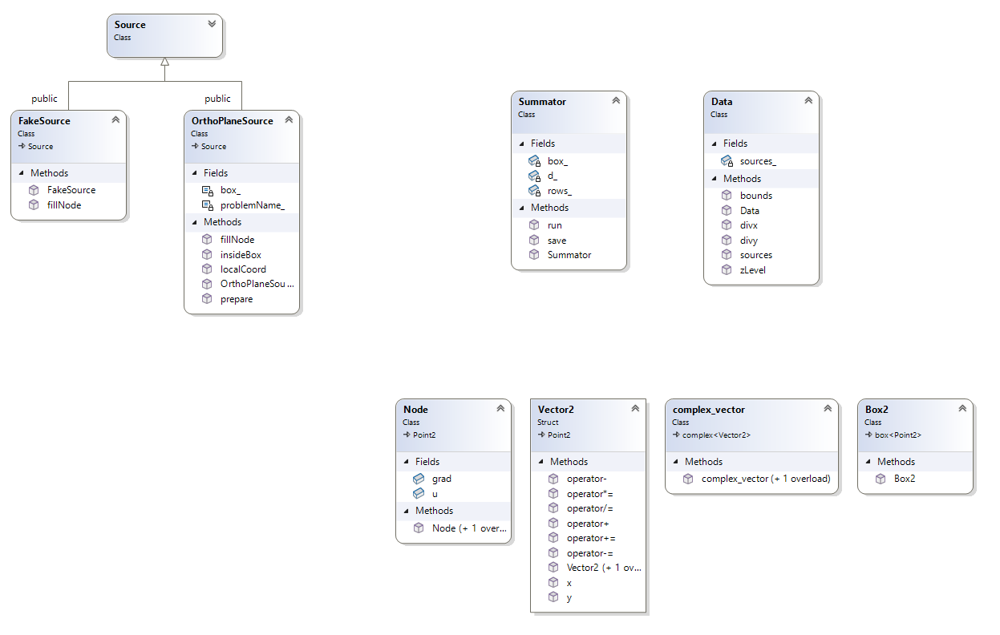 Source
Class
public
public
FakeSource
Class
Source
Methods
FakeSource
fillNode
OrthoPlaneSource
Class
Source
Fields
box_
problemName_
Methods
fillNode
insideBox
localCoord
OrthoPlaneSou ...
prepare
Summator
Class
Fields
box_
d_
rows_
Methods
run
save
Summator
Data
Class
Fields
sources_
Methods
bounds
Data
divx
divy
sources
zLevel
Node
Class
Point2
Fields
grad
u
Methods
Node (+ 1 over...
Vector2
Struct
Point2
Methods
operator-
operator*=
operator/=
operator+
operator+=
operator-=
Vector2 (+ 1 ov...
x
y
complex_vector
Class
complex<Vector2>
Methods
complex_vector (+ 1 overload)
Box2
Class
box<Point2>
Methods
Box2